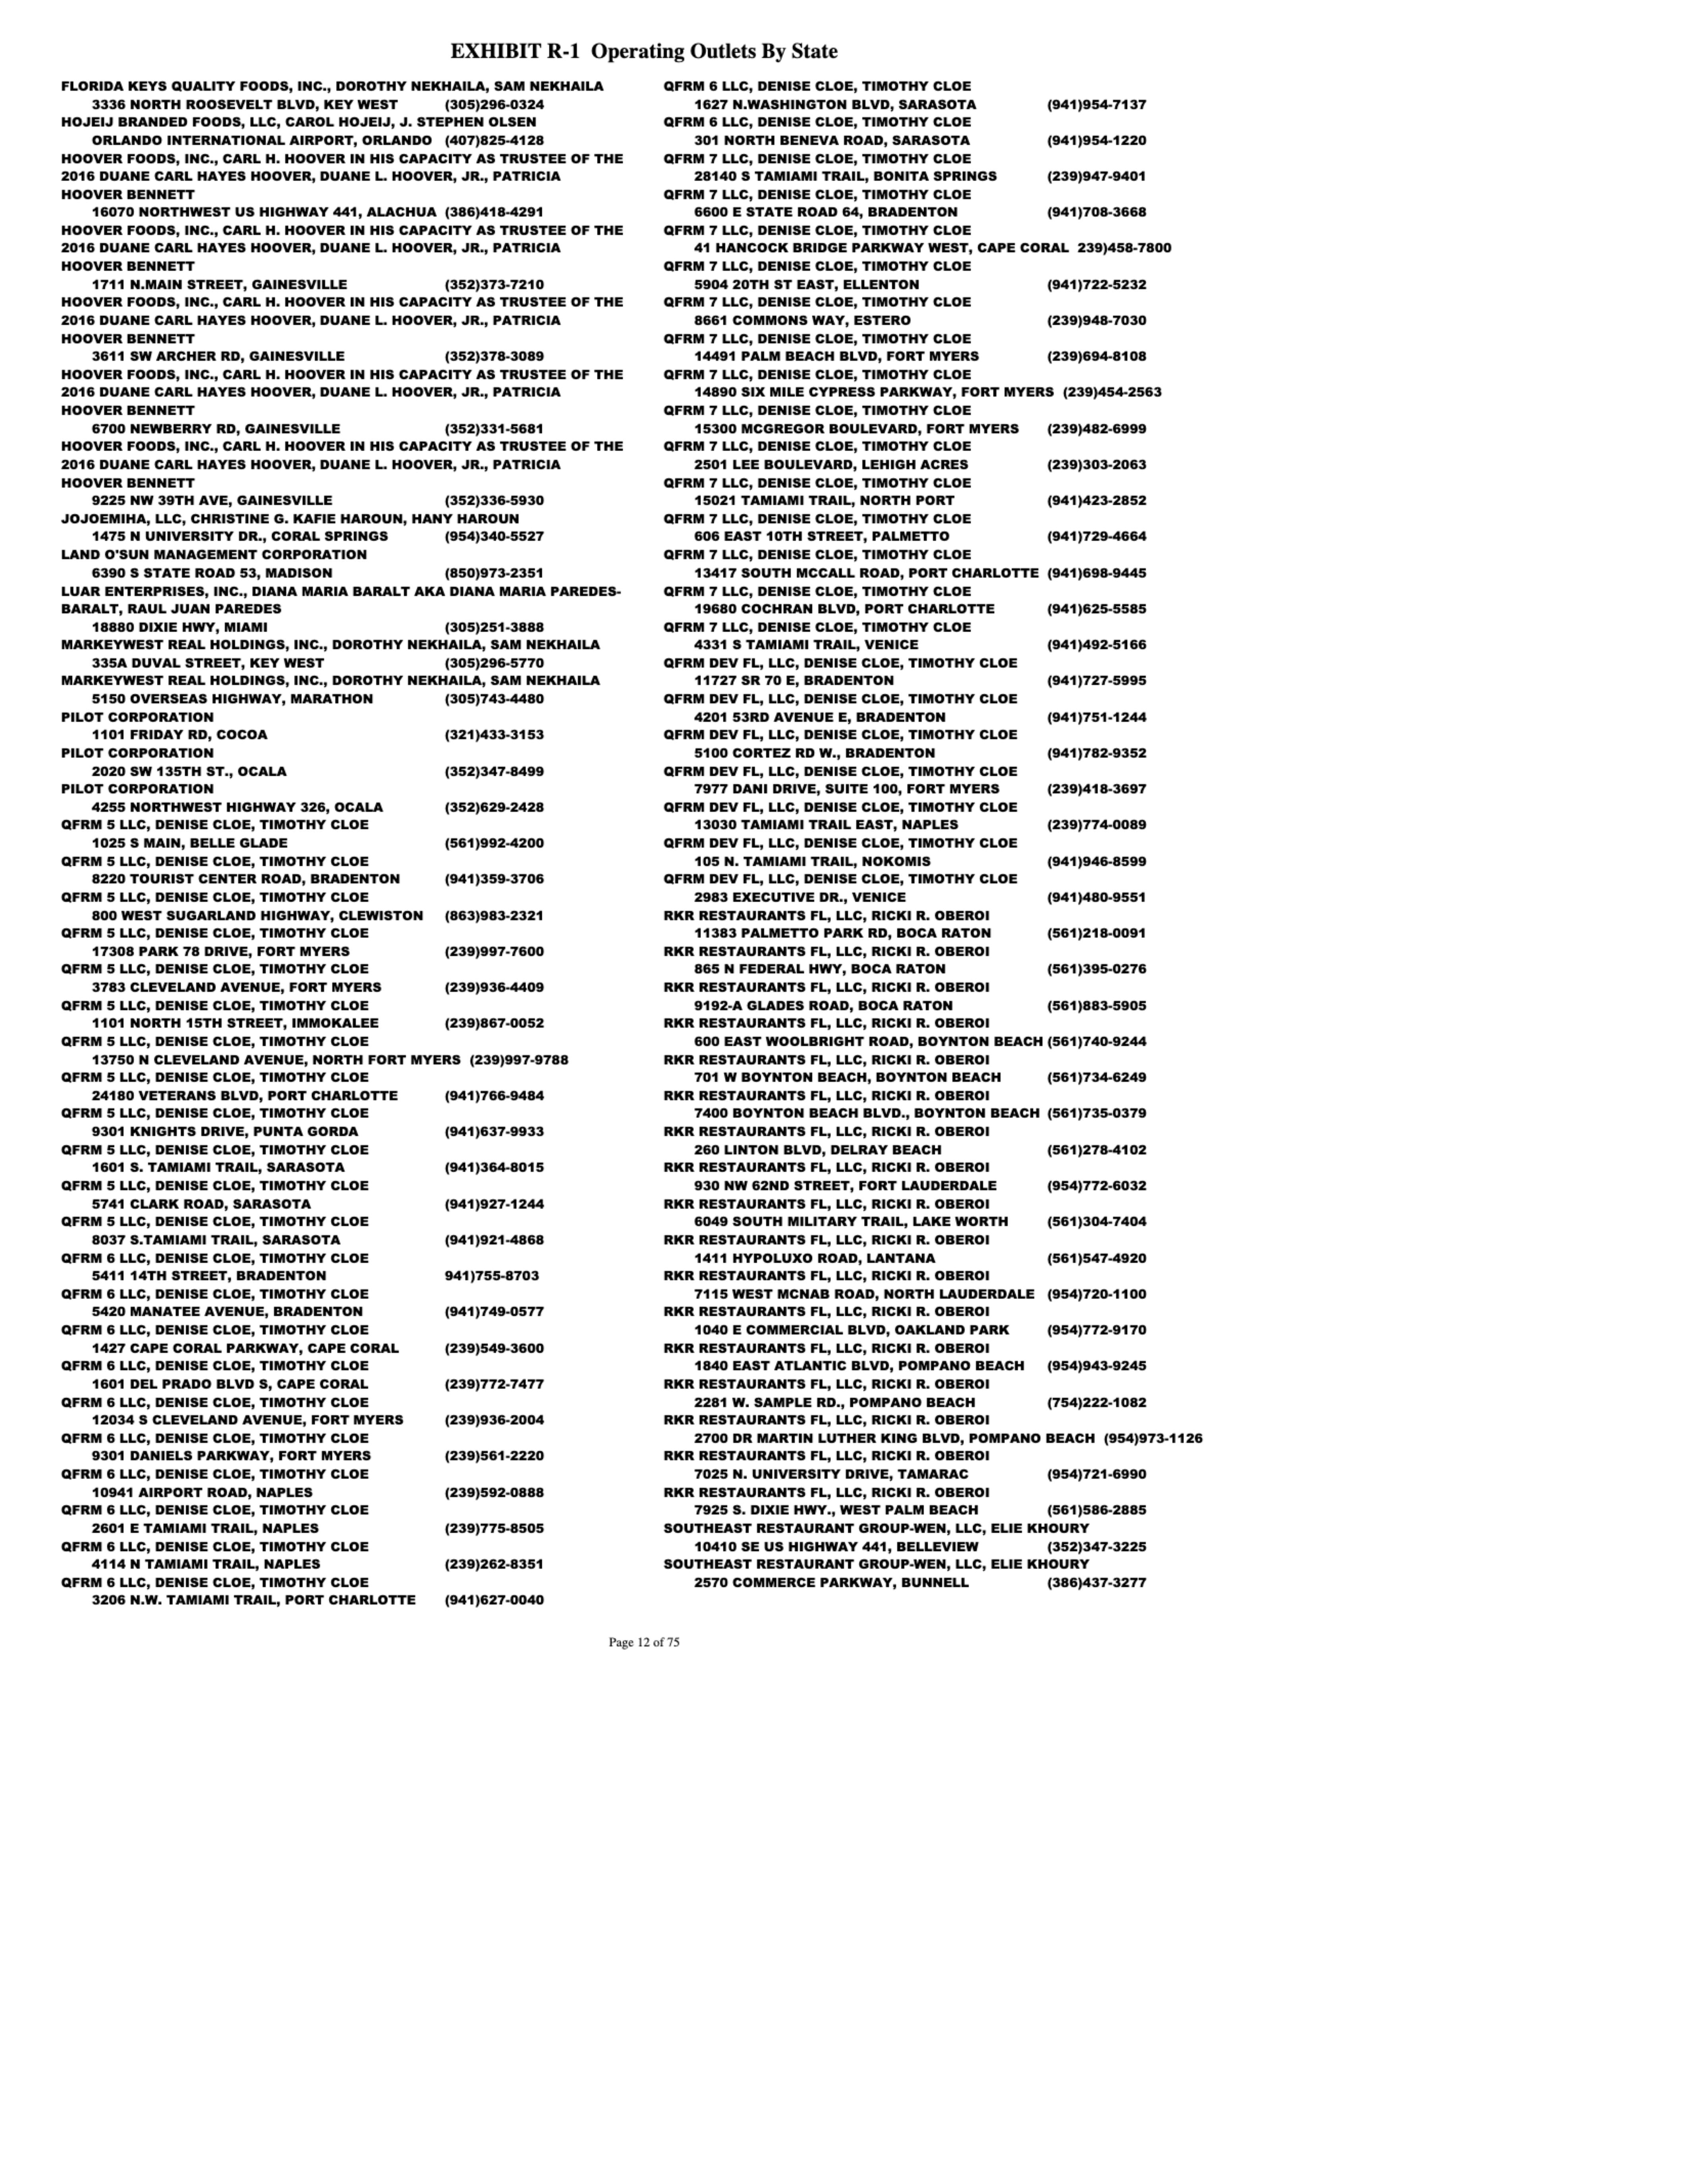 EXHIBIT R-1 Operating Outlets By State
FLORIDA KEYS QUALITY FOODS, INC., DOROTHY NEKHAILA, SAM NEKHAILA
3336 NORTH ROOSEVELT BLVD, KEY WEST (305)296-0324
HOJEIJ BRANDED FOODS, LLC, CAROL HOJEIJ, J. STEPHEN OLSEN
ORLANDO INTERNATIONAL AIRPORT, ORLANDO (407)825-4128
HOOVER FOODS, INC., CARL H. HOOVER IN HIS CAPACITY AS TRUSTEE OF THE
2016 DUANE CARL HAYES HOOVER, DUANE L. HOOVER, JR., PATRICIA
HOOVER BENNETT
16070 NORTHWEST US HIGHWAY 441, ALACHUA (386)418-4291
HOOVER FOODS, INC., CARL H. HOOVER IN HIS CAPACITY AS TRUSTEE OF THE
2016 DUANE CARL HAYES HOOVER, DUANE L. HOOVER, JR., PATRICIA
HOOVER BENNETT
1711 N.MAIN STREET, GAINESVILLE (352)373-7210
HOOVER FOODS, INC., CARL H. HOOVER IN HIS CAPACITY AS TRUSTEE OF THE
2016 DUANE CARL HAYES HOOVER, DUANE L. HOOVER, JR., PATRICIA
HOOVER BENNETT
3611 SW ARCHER RD, GAINESVILLE (352)378-3089
HOOVER FOODS, INC., CARL H. HOOVER IN HIS CAPACITY AS TRUSTEE OF THE
2016 DUANE CARL HAYES HOOVER, DUANE L. HOOVER, JR., PATRICIA
HOOVER BENNETT
6700 NEWBERRY RD, GAINESVILLE (352)331-5681
HOOVER FOODS, INC., CARL H. HOOVER IN HIS CAPACITY AS TRUSTEE OF THE
2016 DUANE CARL HAYES HOOVER, DUANE L. HOOVER, JR., PATRICIA
HOOVER BENNETT
9225 NW 39TH AVE, GAINESVILLE (352)336-5930
JOJOEMIHA, LLC, CHRISTINE G. KAFIE HAROUN, HANY HAROUN
1475 N UNIVERSITY DR., CORAL SPRINGS (954)340-5527
LAND O'SUN MANAGEMENT CORPORATION
6390 S STATE ROAD 53, MADISON (850)973-2351
LUAR ENTERPRISES, INC., DIANA MARIA BARALT AKA DIANA MARIA PAREDES-
BARALT, RAUL JUAN PAREDES
18880 DIXIE HWY, MIAMI (305)251-3888
MARKEYWEST REAL HOLDINGS, INC., DOROTHY NEKHAILA, SAM NEKHAILA
335A DUVAL STREET, KEY WEST (305)296-5770
MARKEYWEST REAL HOLDINGS, INC., DOROTHY NEKHAILA, SAM NEKHAILA
5150 OVERSEAS HIGHWAY, MARATHON (305)743-4480
PILOT CORPORATION
1101 FRIDAY RD, COCOA (321)433-3153
PILOT CORPORATION
2020 SW 135TH ST., OCALA (352)347-8499
PILOT CORPORATION
4255 NORTHWEST HIGHWAY 326, OCALA (352)629-2428
QFRM 5 LLC, DENISE CLOE, TIMOTHY CLOE
1025 S MAIN, BELLE GLADE (561)992-4200
QFRM 5 LLC, DENISE CLOE, TIMOTHY CLOE
8220 TOURIST CENTER ROAD, BRADENTON (941)359-3706
QFRM 5 LLC, DENISE CLOE, TIMOTHY CLOE
800 WEST SUGARLAND HIGHWAY, CLEWISTON (863)983-2321
QFRM 5 LLC, DENISE CLOE, TIMOTHY CLOE
17308 PARK 78 DRIVE, FORT MYERS (239)997-7600
QFRM 5 LLC, DENISE CLOE, TIMOTHY CLOE
3783 CLEVELAND AVENUE, FORT MYERS (239)936-4409
QFRM 5 LLC, DENISE CLOE, TIMOTHY CLOE
1101 NORTH 15TH STREET, IMMOKALEE (239)867-0052
QFRM 5 LLC, DENISE CLOE, TIMOTHY CLOE
13750 N CLEVELAND AVENUE, NORTH FORT MYERS (239)997-9788
QFRM 5 LLC, DENISE CLOE, TIMOTHY CLOE
24180 VETERANS BLVD, PORT CHARLOTTE (941)766-9484
QFRM 5 LLC, DENISE CLOE, TIMOTHY CLOE
9301 KNIGHTS DRIVE, PUNTA GORDA (941)637-9933
QFRM 5 LLC, DENISE CLOE, TIMOTHY CLOE
1601 S. TAMIAMI TRAIL, SARASOTA (941)364-8015
QFRM 5 LLC, DENISE CLOE, TIMOTHY CLOE
5741 CLARK ROAD, SARASOTA (941)927-1244
QFRM 5 LLC, DENISE CLOE, TIMOTHY CLOE
8037 S.TAMIAMI TRAIL, SARASOTA (941)921-4868
QFRM 6 LLC, DENISE CLOE, TIMOTHY CLOE
5411 14TH STREET, BRADENTON 941)755-8703
QFRM 6 LLC, DENISE CLOE, TIMOTHY CLOE
5420 MANATEE AVENUE, BRADENTON (941)749-0577
QFRM 6 LLC, DENISE CLOE, TIMOTHY CLOE
1427 CAPE CORAL PARKWAY, CAPE CORAL (239)549-3600
QFRM 6 LLC, DENISE CLOE, TIMOTHY CLOE
1601 DEL PRADO BLVD S, CAPE CORAL (239)772-7477
QFRM 6 LLC, DENISE CLOE, TIMOTHY CLOE
12034 S CLEVELAND AVENUE, FORT MYERS (239)936-2004
QFRM 6 LLC, DENISE CLOE, TIMOTHY CLOE
9301 DANIELS PARKWAY, FORT MYERS (239)561-2220
QFRM 6 LLC, DENISE CLOE, TIMOTHY CLOE
10941 AIRPORT ROAD, NAPLES (239)592-0888
QFRM 6 LLC, DENISE CLOE, TIMOTHY CLOE
2601 E TAMIAMI TRAIL, NAPLES (239)775-8505
QFRM 6 LLC, DENISE CLOE, TIMOTHY CLOE
4114 N TAMIAMI TRAIL, NAPLES (239)262-8351
QFRM 6 LLC, DENISE CLOE, TIMOTHY CLOE
3206 N.W. TAMIAMI TRAIL, PORT CHARLOTTE (941)627-0040
QFRM 6 LLC, DENISE CLOE, TIMOTHY CLOE
1627 N.WASHINGTON BLVD, SARASOTA (941)954-7137
QFRM 6 LLC, DENISE CLOE, TIMOTHY CLOE
301 NORTH BENEVA ROAD, SARASOTA (941)954-1220
QFRM 7 LLC, DENISE CLOE, TIMOTHY CLOE
28140 S TAMIAMI TRAIL, BONITA SPRINGS (239)947-9401
QFRM 7 LLC, DENISE CLOE, TIMOTHY CLOE
6600 E STATE ROAD 64, BRADENTON (941)708-3668
QFRM 7 LLC, DENISE CLOE, TIMOTHY CLOE
41 HANCOCK BRIDGE PARKWAY WEST, CAPE CORAL 239)458-7800
QFRM 7 LLC, DENISE CLOE, TIMOTHY CLOE
5904 20TH ST EAST, ELLENTON (941)722-5232
QFRM 7 LLC, DENISE CLOE, TIMOTHY CLOE
8661 COMMONS WAY, ESTERO (239)948-7030
QFRM 7 LLC, DENISE CLOE, TIMOTHY CLOE
14491 PALM BEACH BLVD, FORT MYERS (239)694-8108
QFRM 7 LLC, DENISE CLOE, TIMOTHY CLOE
14890 SIX MILE CYPRESS PARKWAY, FORT MYERS (239)454-2563
QFRM 7 LLC, DENISE CLOE, TIMOTHY CLOE
15300 MCGREGOR BOULEVARD, FORT MYERS (239)482-6999
QFRM 7 LLC, DENISE CLOE, TIMOTHY CLOE
2501 LEE BOULEVARD, LEHIGH ACRES (239)303-2063
QFRM 7 LLC, DENISE CLOE, TIMOTHY CLOE
15021 TAMIAMI TRAIL, NORTH PORT (941)423-2852
QFRM 7 LLC, DENISE CLOE, TIMOTHY CLOE
606 EAST 10TH STREET, PALMETTO (941)729-4664
QFRM 7 LLC, DENISE CLOE, TIMOTHY CLOE
13417 SOUTH MCCALL ROAD, PORT CHARLOTTE (941)698-9445
QFRM 7 LLC, DENISE CLOE, TIMOTHY CLOE
19680 COCHRAN BLVD, PORT CHARLOTTE (941)625-5585
QFRM 7 LLC, DENISE CLOE, TIMOTHY CLOE
4331 S TAMIAMI TRAIL, VENICE (941)492-5166
QFRM DEV FL, LLC, DENISE CLOE, TIMOTHY CLOE
11727 SR 70 E, BRADENTON (941)727-5995
QFRM DEV FL, LLC, DENISE CLOE, TIMOTHY CLOE
4201 53RD AVENUE E, BRADENTON (941)751-1244
QFRM DEV FL, LLC, DENISE CLOE, TIMOTHY CLOE
5100 CORTEZ RD W., BRADENTON (941)782-9352
QFRM DEV FL, LLC, DENISE CLOE, TIMOTHY CLOE
7977 DANI DRIVE, SUITE 100, FORT MYERS (239)418-3697
QFRM DEV FL, LLC, DENISE CLOE, TIMOTHY CLOE
13030 TAMIAMI TRAIL EAST, NAPLES (239)774-0089
QFRM DEV FL, LLC, DENISE CLOE, TIMOTHY CLOE
105 N. TAMIAMI TRAIL, NOKOMIS (941)946-8599
QFRM DEV FL, LLC, DENISE CLOE, TIMOTHY CLOE
2983 EXECUTIVE DR., VENICE (941)480-9551
RKR RESTAURANTS FL, LLC, RICKI R. OBEROI
11383 PALMETTO PARK RD, BOCA RATON (561)218-0091
RKR RESTAURANTS FL, LLC, RICKI R. OBEROI
865 N FEDERAL HWY, BOCA RATON (561)395-0276
RKR RESTAURANTS FL, LLC, RICKI R. OBEROI
9192-A GLADES ROAD, BOCA RATON (561)883-5905
RKR RESTAURANTS FL, LLC, RICKI R. OBEROI
600 EAST WOOLBRIGHT ROAD, BOYNTON BEACH (561)740-9244
RKR RESTAURANTS FL, LLC, RICKI R. OBEROI
701 W BOYNTON BEACH, BOYNTON BEACH (561)734-6249
RKR RESTAURANTS FL, LLC, RICKI R. OBEROI
7400 BOYNTON BEACH BLVD., BOYNTON BEACH (561)735-0379
RKR RESTAURANTS FL, LLC, RICKI R. OBEROI
260 LINTON BLVD, DELRAY BEACH (561)278-4102
RKR RESTAURANTS FL, LLC, RICKI R. OBEROI
930 NW 62ND STREET, FORT LAUDERDALE (954)772-6032
RKR RESTAURANTS FL, LLC, RICKI R. OBEROI
6049 SOUTH MILITARY TRAIL, LAKE WORTH (561)304-7404
RKR RESTAURANTS FL, LLC, RICKI R. OBEROI
1411 HYPOLUXO ROAD, LANTANA (561)547-4920
RKR RESTAURANTS FL, LLC, RICKI R. OBEROI
7115 WEST MCNAB ROAD, NORTH LAUDERDALE (954)720-1100
RKR RESTAURANTS FL, LLC, RICKI R. OBEROI
1040 E COMMERCIAL BLVD, OAKLAND PARK (954)772-9170
RKR RESTAURANTS FL, LLC, RICKI R. OBEROI
1840 EAST ATLANTIC BLVD, POMPANO BEACH (954)943-9245
RKR RESTAURANTS FL, LLC, RICKI R. OBEROI
2281 W. SAMPLE RD., POMPANO BEACH (754)222-1082
RKR RESTAURANTS FL, LLC, RICKI R. OBEROI
2700 DR MARTIN LUTHER KING BLVD, POMPANO BEACH (954)973-1126
RKR RESTAURANTS FL, LLC, RICKI R. OBEROI
7025 N. UNIVERSITY DRIVE, TAMARAC (954)721-6990
RKR RESTAURANTS FL, LLC, RICKI R. OBEROI
7925 S. DIXIE HWY., WEST PALM BEACH (561)586-2885
SOUTHEAST RESTAURANT GROUP-WEN, LLC, ELIE KHOURY
10410 SE US HIGHWAY 441, BELLEVIEW (352)347-3225
SOUTHEAST RESTAURANT GROUP-WEN, LLC, ELIE KHOURY
2570 COMMERCE PARKWAY, BUNNELL (386)437-3277
Page 12 of 75